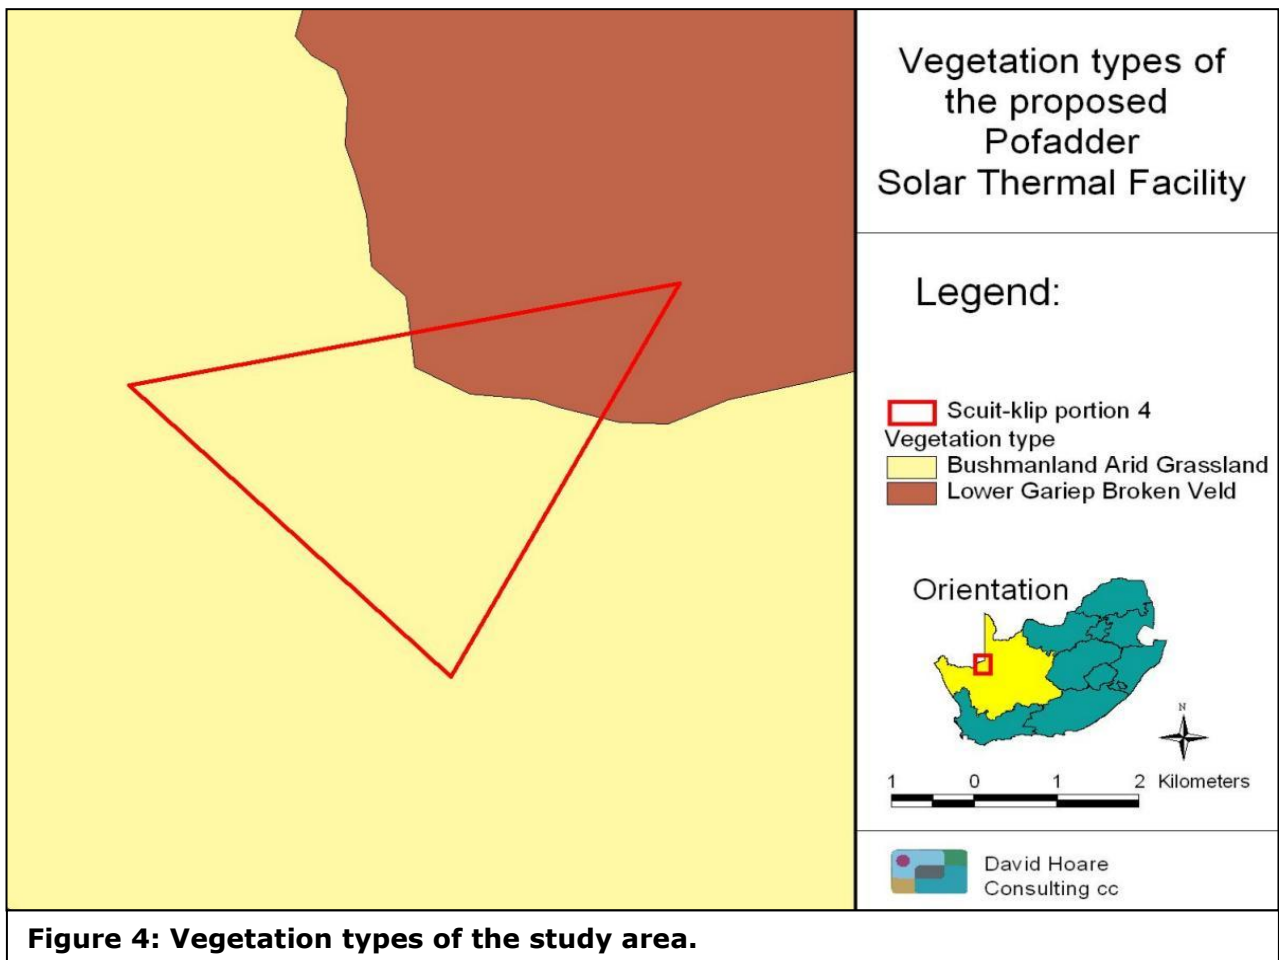 Vegetation types of
the proposed
Pofadder
Solar Thermal Facility
Legend:
Scuit-klip portion 4
Vegetation type
Bushmanland Arid Grassland
Lower Gariep Broken Veld
Orientation
N
1 0 1 2 Kilometers
David Hoare
Consulting cc
Figure 4: Vegetation types of the study area.